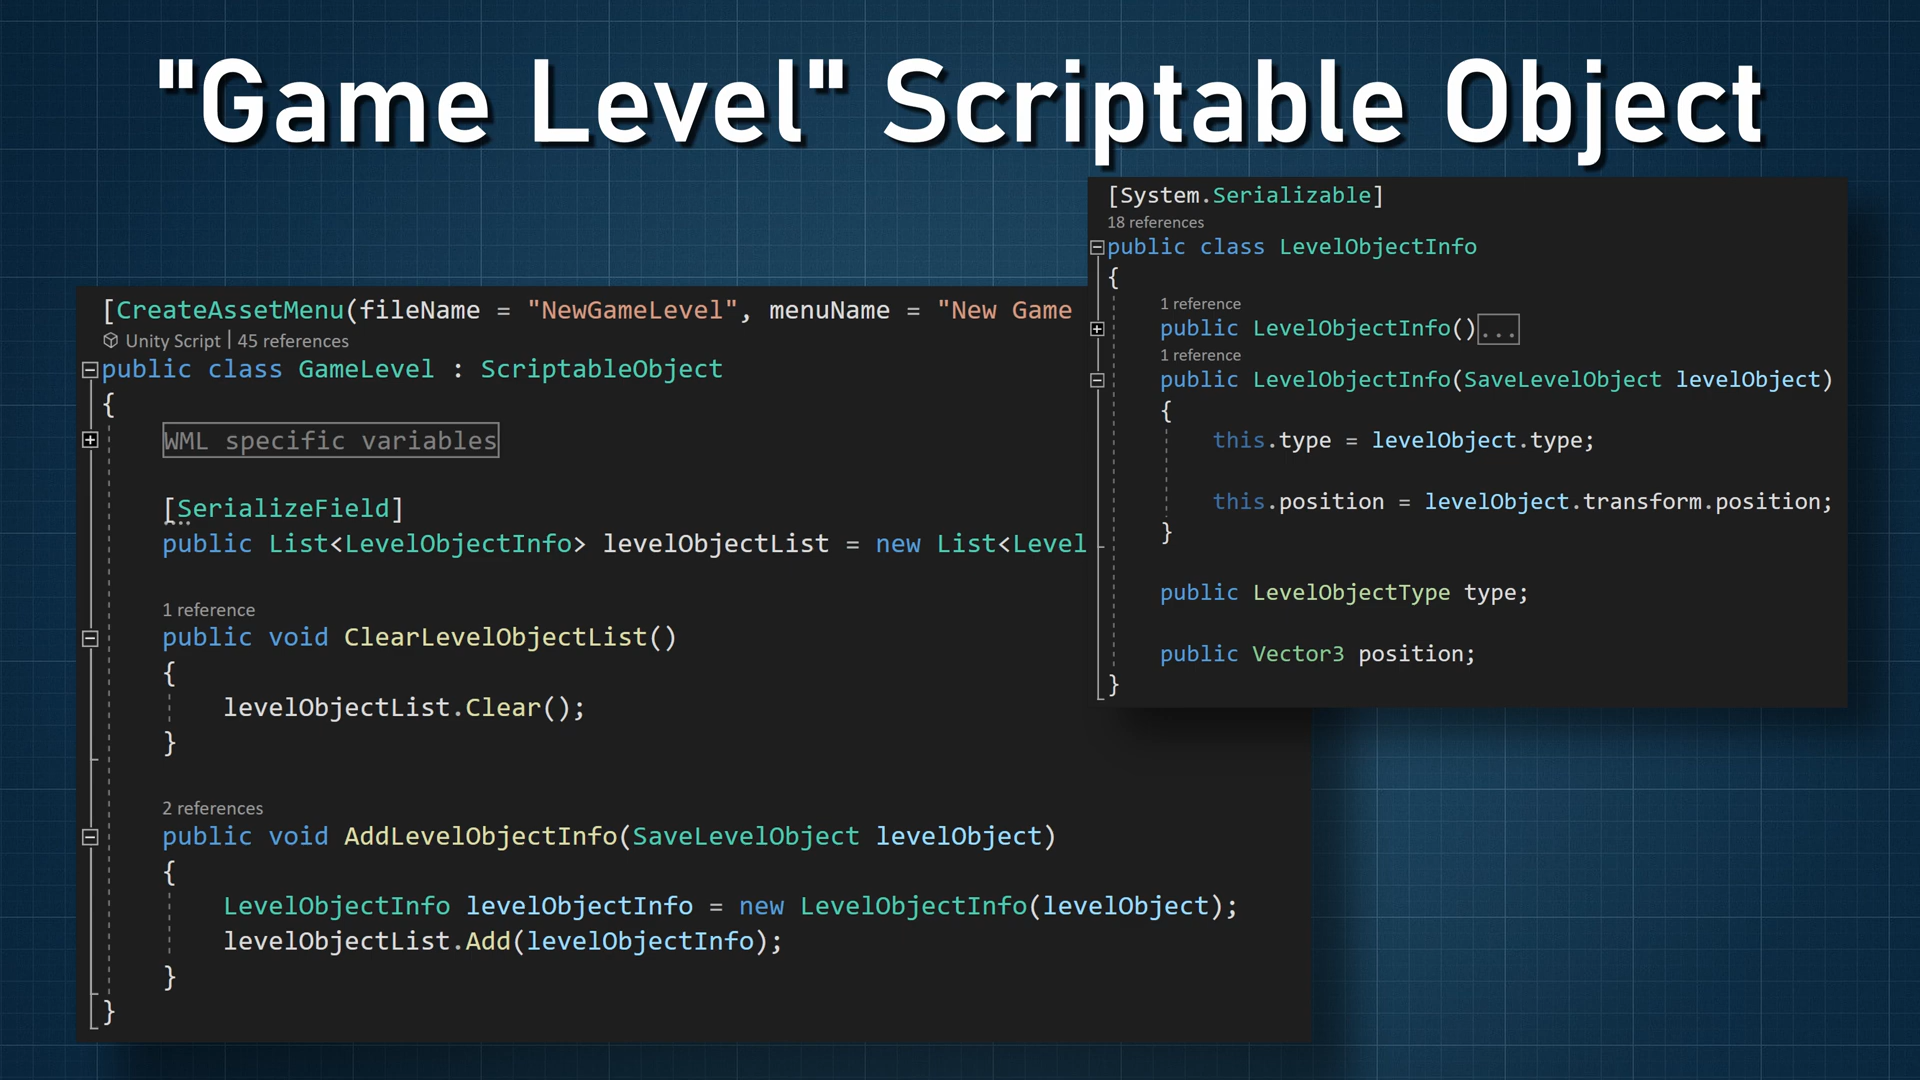 "Game Level" Scriptable Object
[CreateAssetMenu(fileName = "NewGameLevel", menuName = "New Game
Unity Script | 45 references
public class GameLevel : ScriptableObject
{
WML specific variables
[SerializeField]
public List<LevelObjectInfo> levelObjectList = new List<Level
1 reference
public void ClearLevelObjectList()
{
levelObjectList.Clear();
}
2 references
public void AddLevelObjectInfo(SaveLevelObject levelObject)
{
LevelObjectInfo levelObjectInfo = new LevelObjectInfo(levelObject);
levelObjectList.Add(levelObjectInfo);
}
}
[System.Serializable]
18 references
public class LevelObjectInfo
{
1 reference
public LevelObjectInfo()...
1 reference
public LevelObjectInfo(SaveLevelObject levelObject)
{
this.type = levelObject.type;
this.position = levelObject.transform.position;
}
public LevelObjectType type;
public Vector3 position;
}